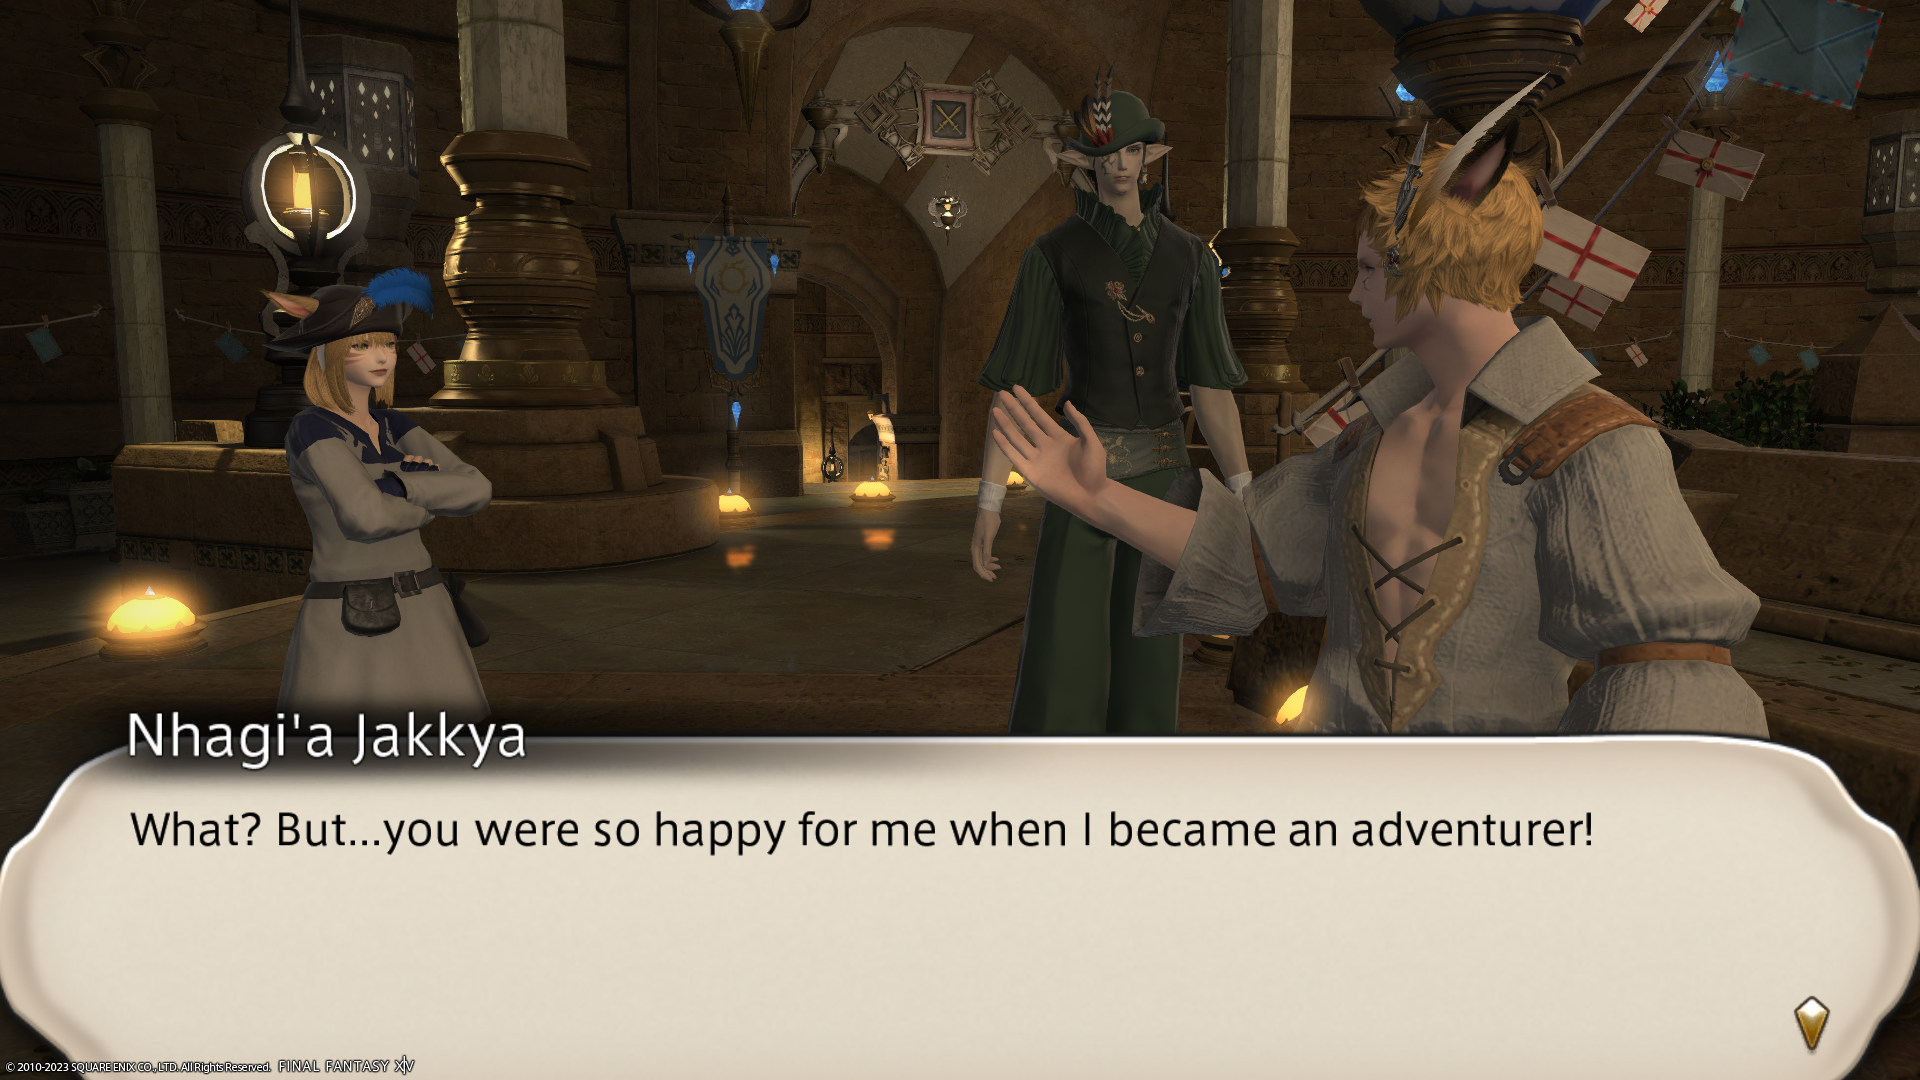 Nhagi'a Jakkya
What? But...you were so happy for me when I became an adventurer!
© 2010-2023 SQUARE ENIX CO., LTD. All Rights Reserved. FINAL FANTASY XIV